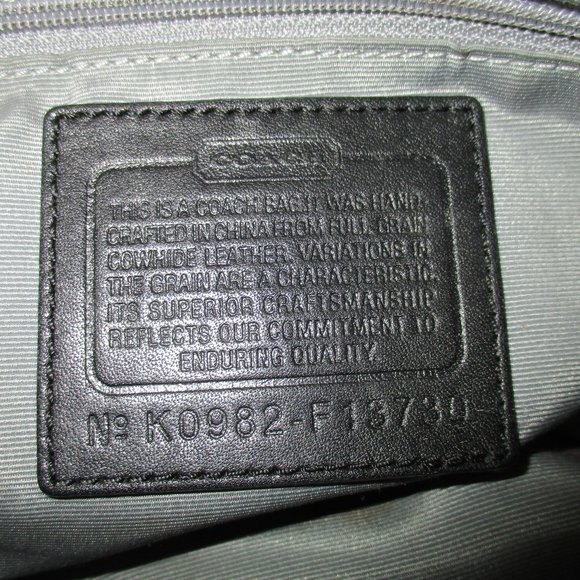 COACH
THIS IS A COACH BAG. IT WAS HAND-
CRAFTED IN CHINA FROM FULL GRAIN
COWHIDE LEATHER. VARIATIONS IN
THE GRAIN ARE A CHARACTERISTIC.
ITS SUPERIOR CRAFTSMANSHIP
REFLECTS OUR COMMITMENT TO
ENDURING QUALITY.
Nº K0982-F13739